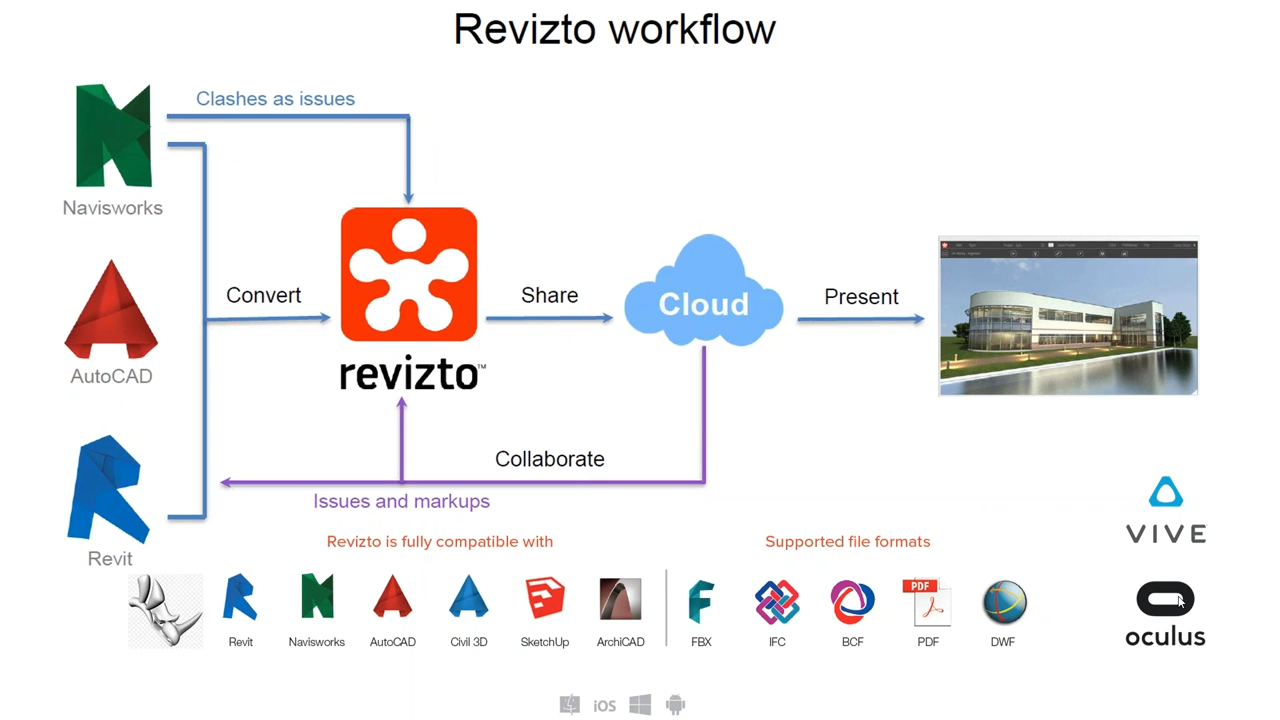 Revizto workflow
Clashes as issues
Navisworks
AutoCAD
Revit
Convert
revizto™
Share
Cloud
Present
Collaborate
Issues and markups
VIVE
oculus
Revizto is fully compatible with
Revit
Navisworks
AutoCAD
Civil 3D
SketchUp
ArchiCAD
Supported file formats
FBX
IFC
BCF
PDF
PDF
DWF
iOS